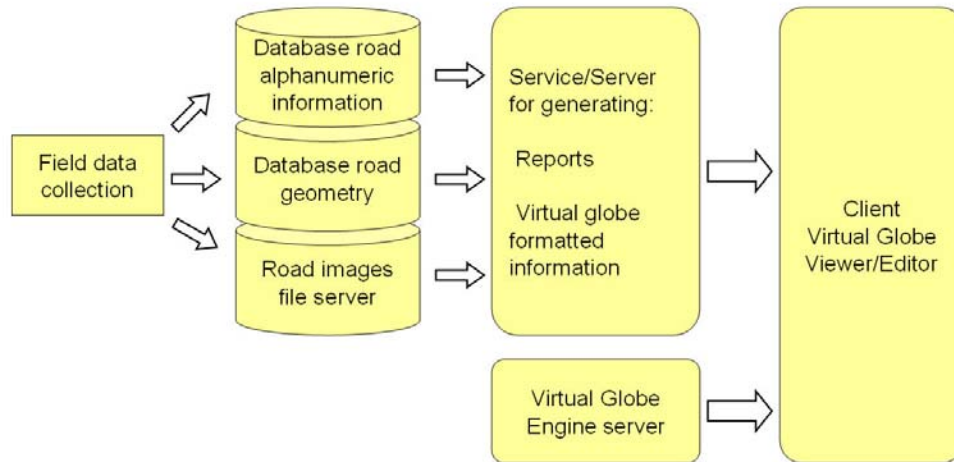 Field data
collection
Database road
alphanumeric
information
Database road
geometry
Road images
file server
Service/Server
for generating:
Reports
Virtual globe
formatted
information
Virtual Globe
Engine server
Client
Virtual Globe
Viewer/Editor